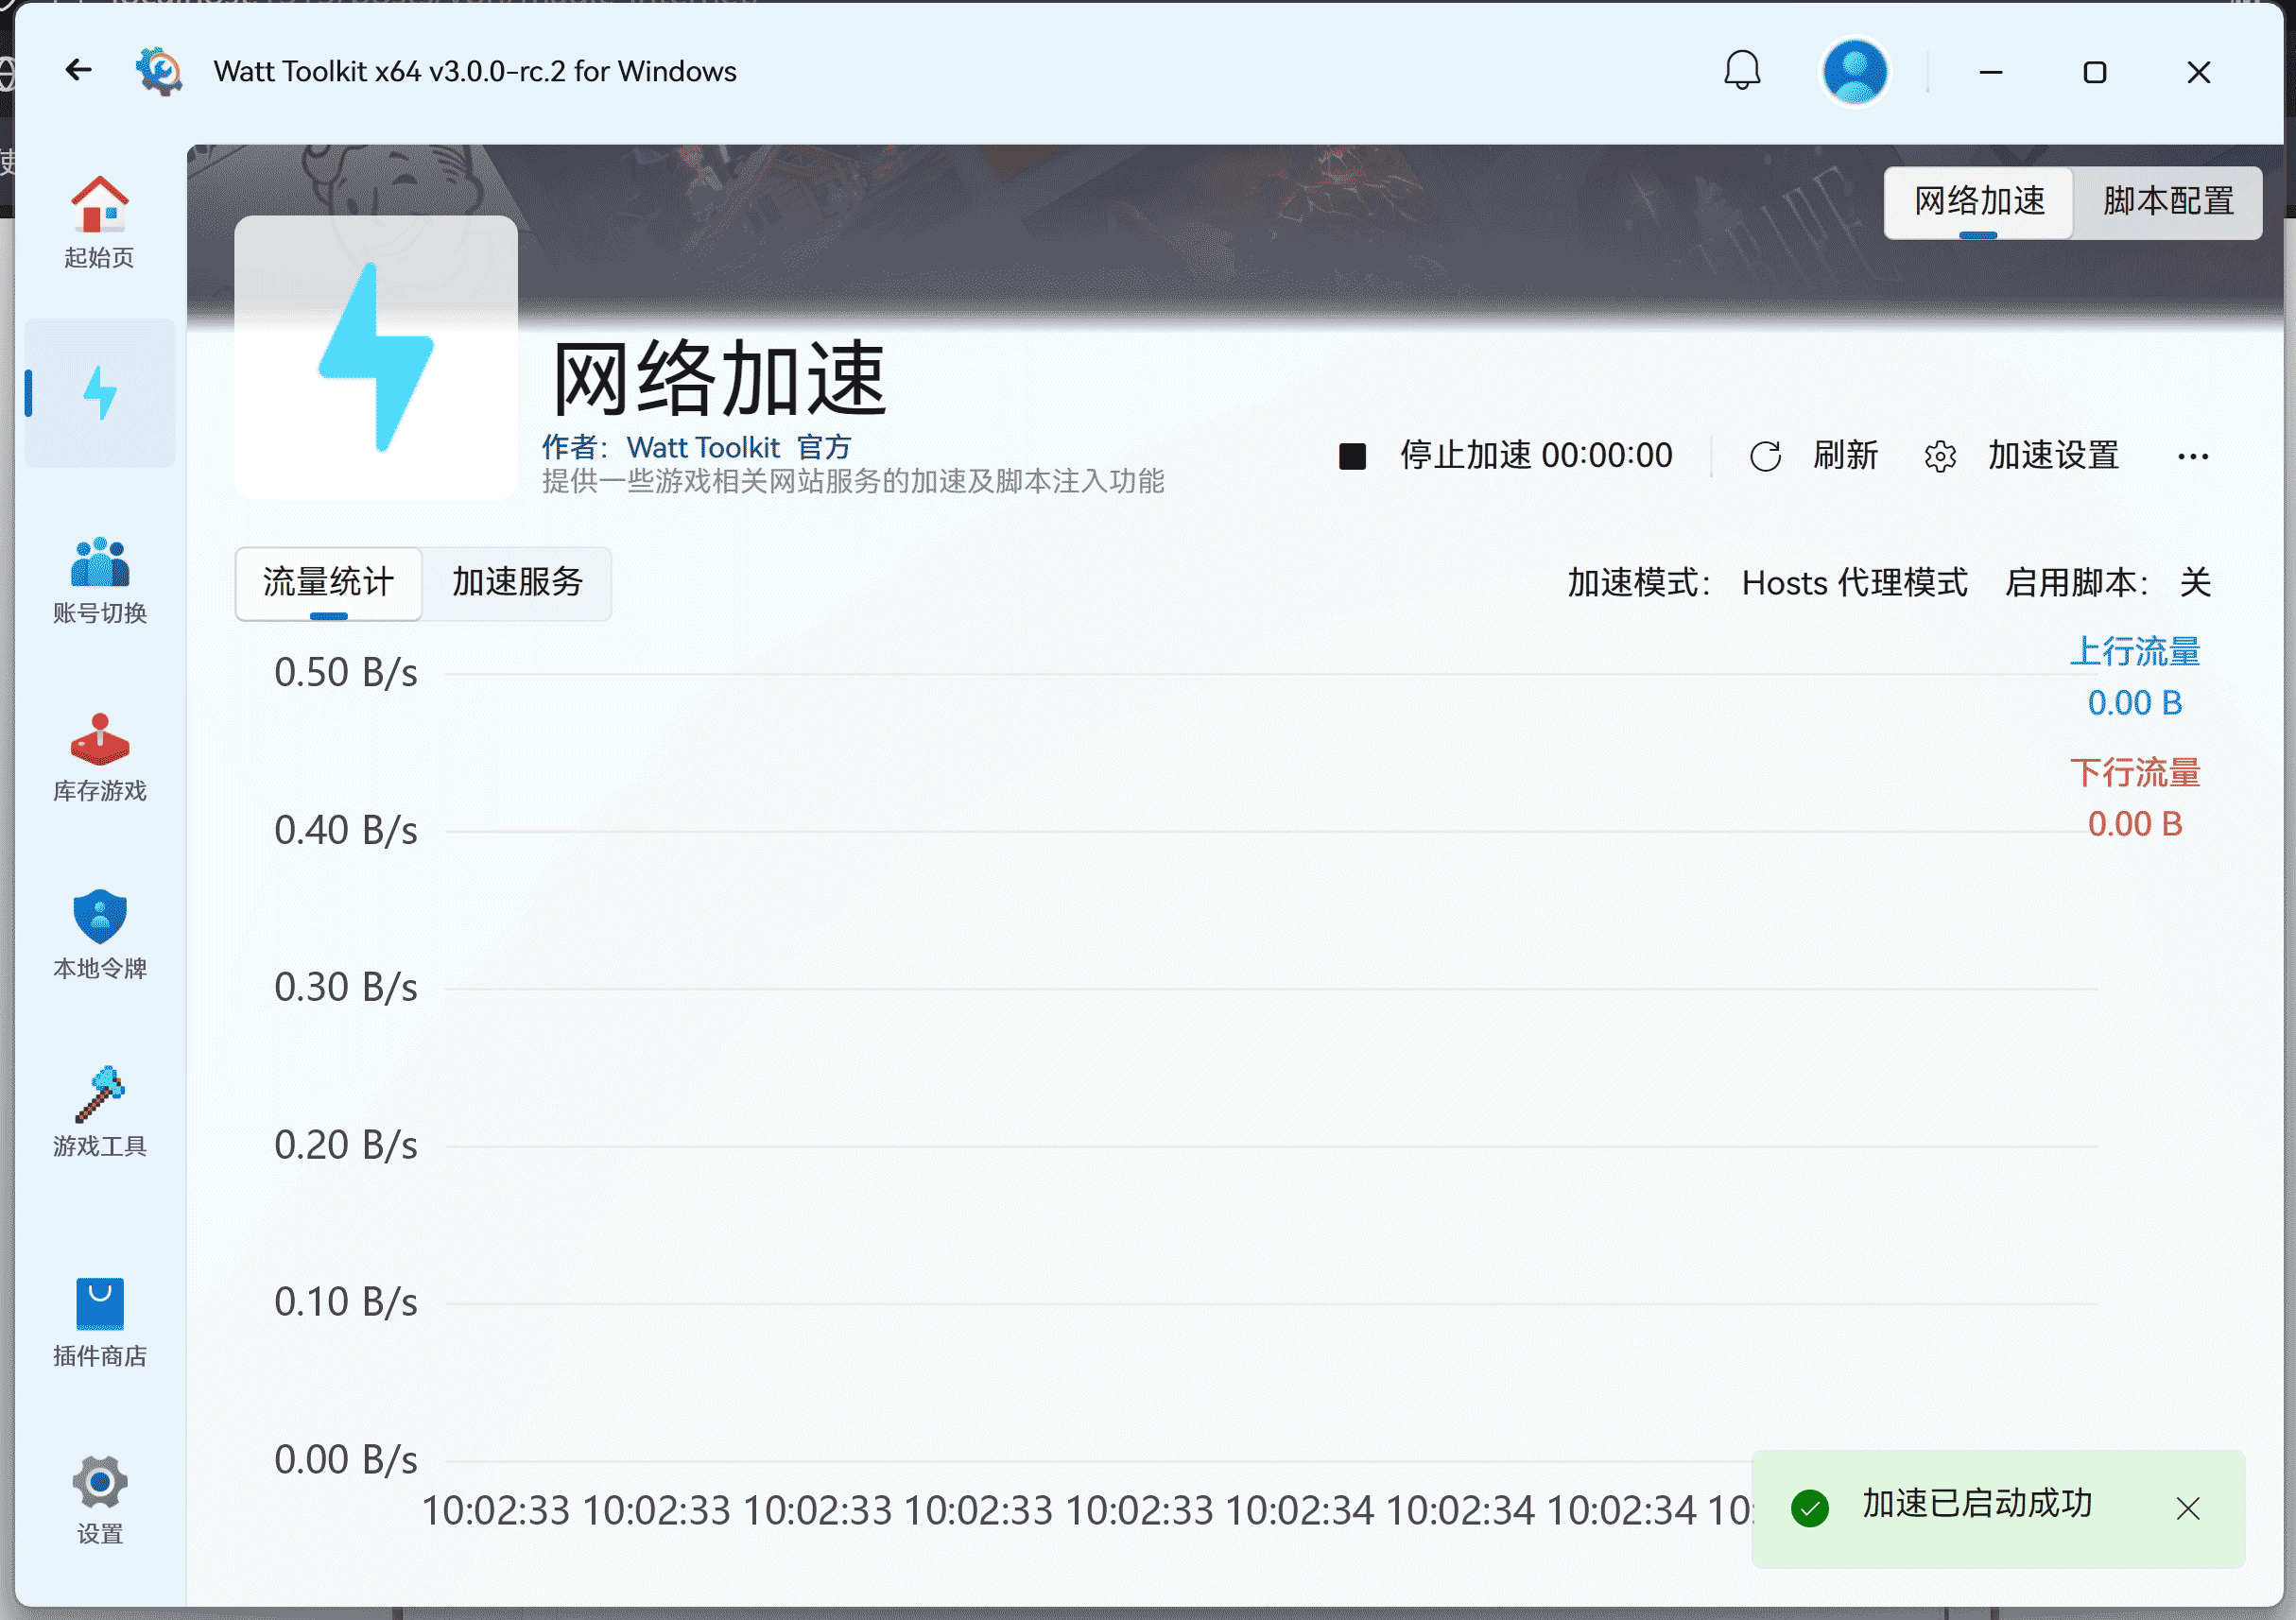 Watt Toolkit x64 v3.0.0-rc.2 for Windows
网络加速
脚本配置
起始页
账号切换
库存游戏
本地令牌
游戏工具
插件商店
设置
网络加速
作者：Watt Toolkit 官方
提供一些游戏相关网站服务的加速及脚本注入功能
停止加速 00:00:00
刷新
加速设置
流量统计
加速服务
加速模式： Hosts 代理模式 启用脚本： 关
上行流量
0.00 B
下行流量
0.00 B
0.50 B/s
0.40 B/s
0.30 B/s
0.20 B/s
0.10 B/s
0.00 B/s
10:02:33 10:02:33 10:02:33 10:02:33 10:02:33 10:02:34 10:02:34 10:02:34 10:
加速已启动成功